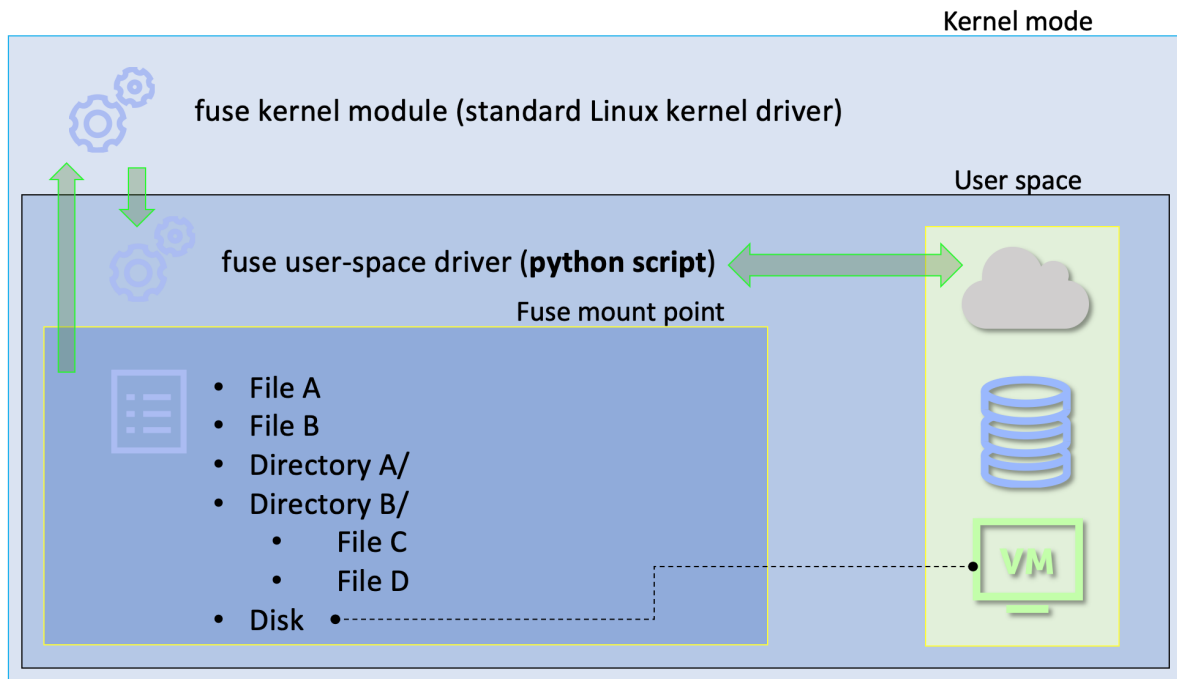 Kernel mode
fuse kernel module (standard Linux kernel driver)
User space
fuse user-space driver (python script)
Fuse mount point
• File A
• File B
• Directory A/
• Directory B/
• File C
• File D
• Disk
VM